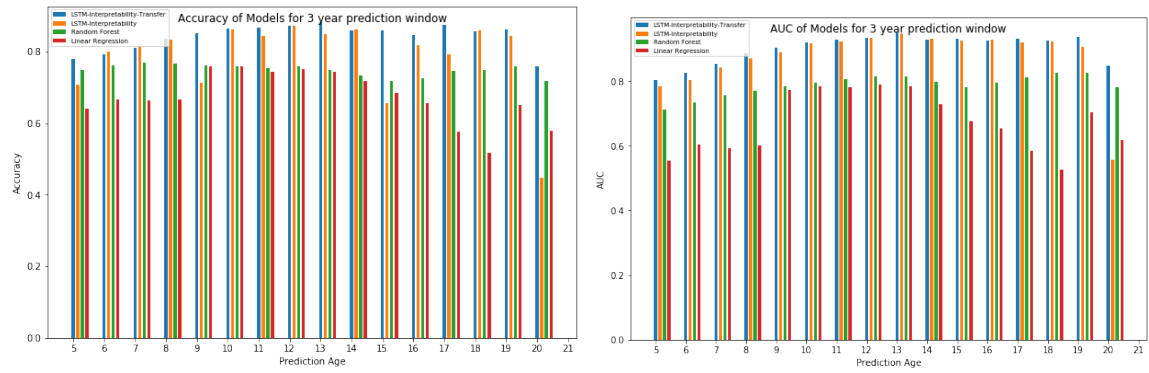 Accuracy of Models for 3 year prediction window
LSTM-Interpretability-Transfer
LSTM-Interpretability
Random Forest
Linear Regression
0.8
0.6
0.4
0.2
0.0
Accuracy
5 6 7 8 9 10 11 12 13 14 15 16 17 18 19 20 21
Prediction Age
AUC of Models for 3 year prediction window
LSTM-Interpretability-Transfer
LSTM-Interpretability
Random Forest
Linear Regression
0.8
0.6
0.4
0.2
0.0
AUC
5 6 7 8 9 10 11 12 13 14 15 16 17 18 19 20 21
Prediction Age